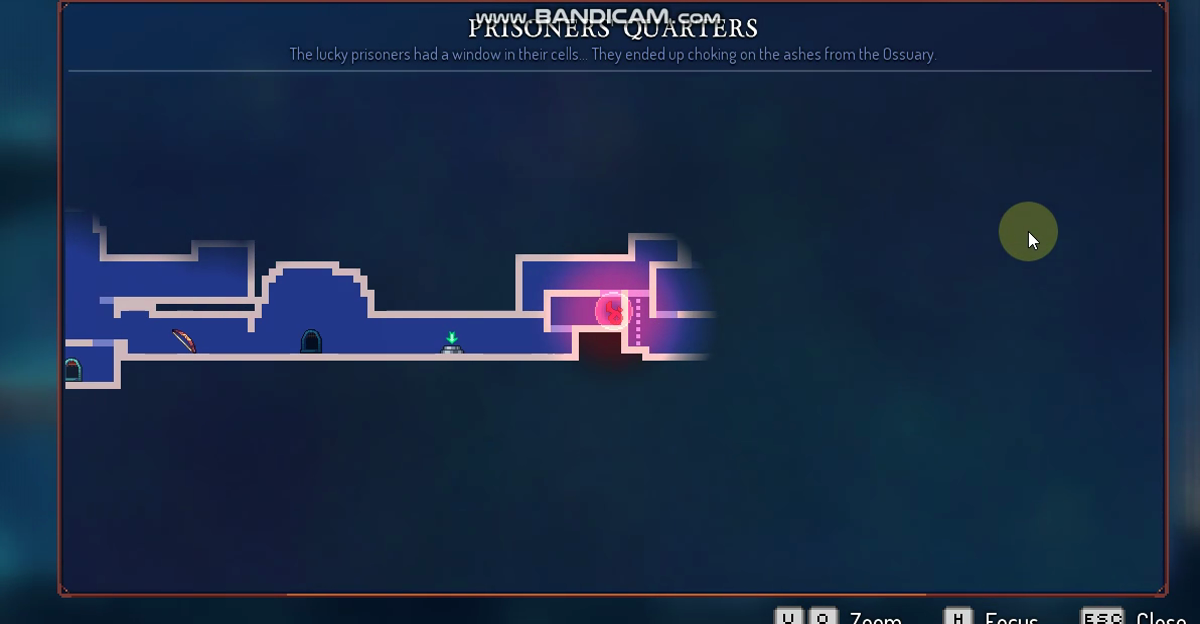 www.BANDICAM.com
PRISONERS' QUARTERS
The lucky prisoners had a window in their cells... They ended up choking on the ashes from the Ossuary.
Zoom H Focus ESC Close